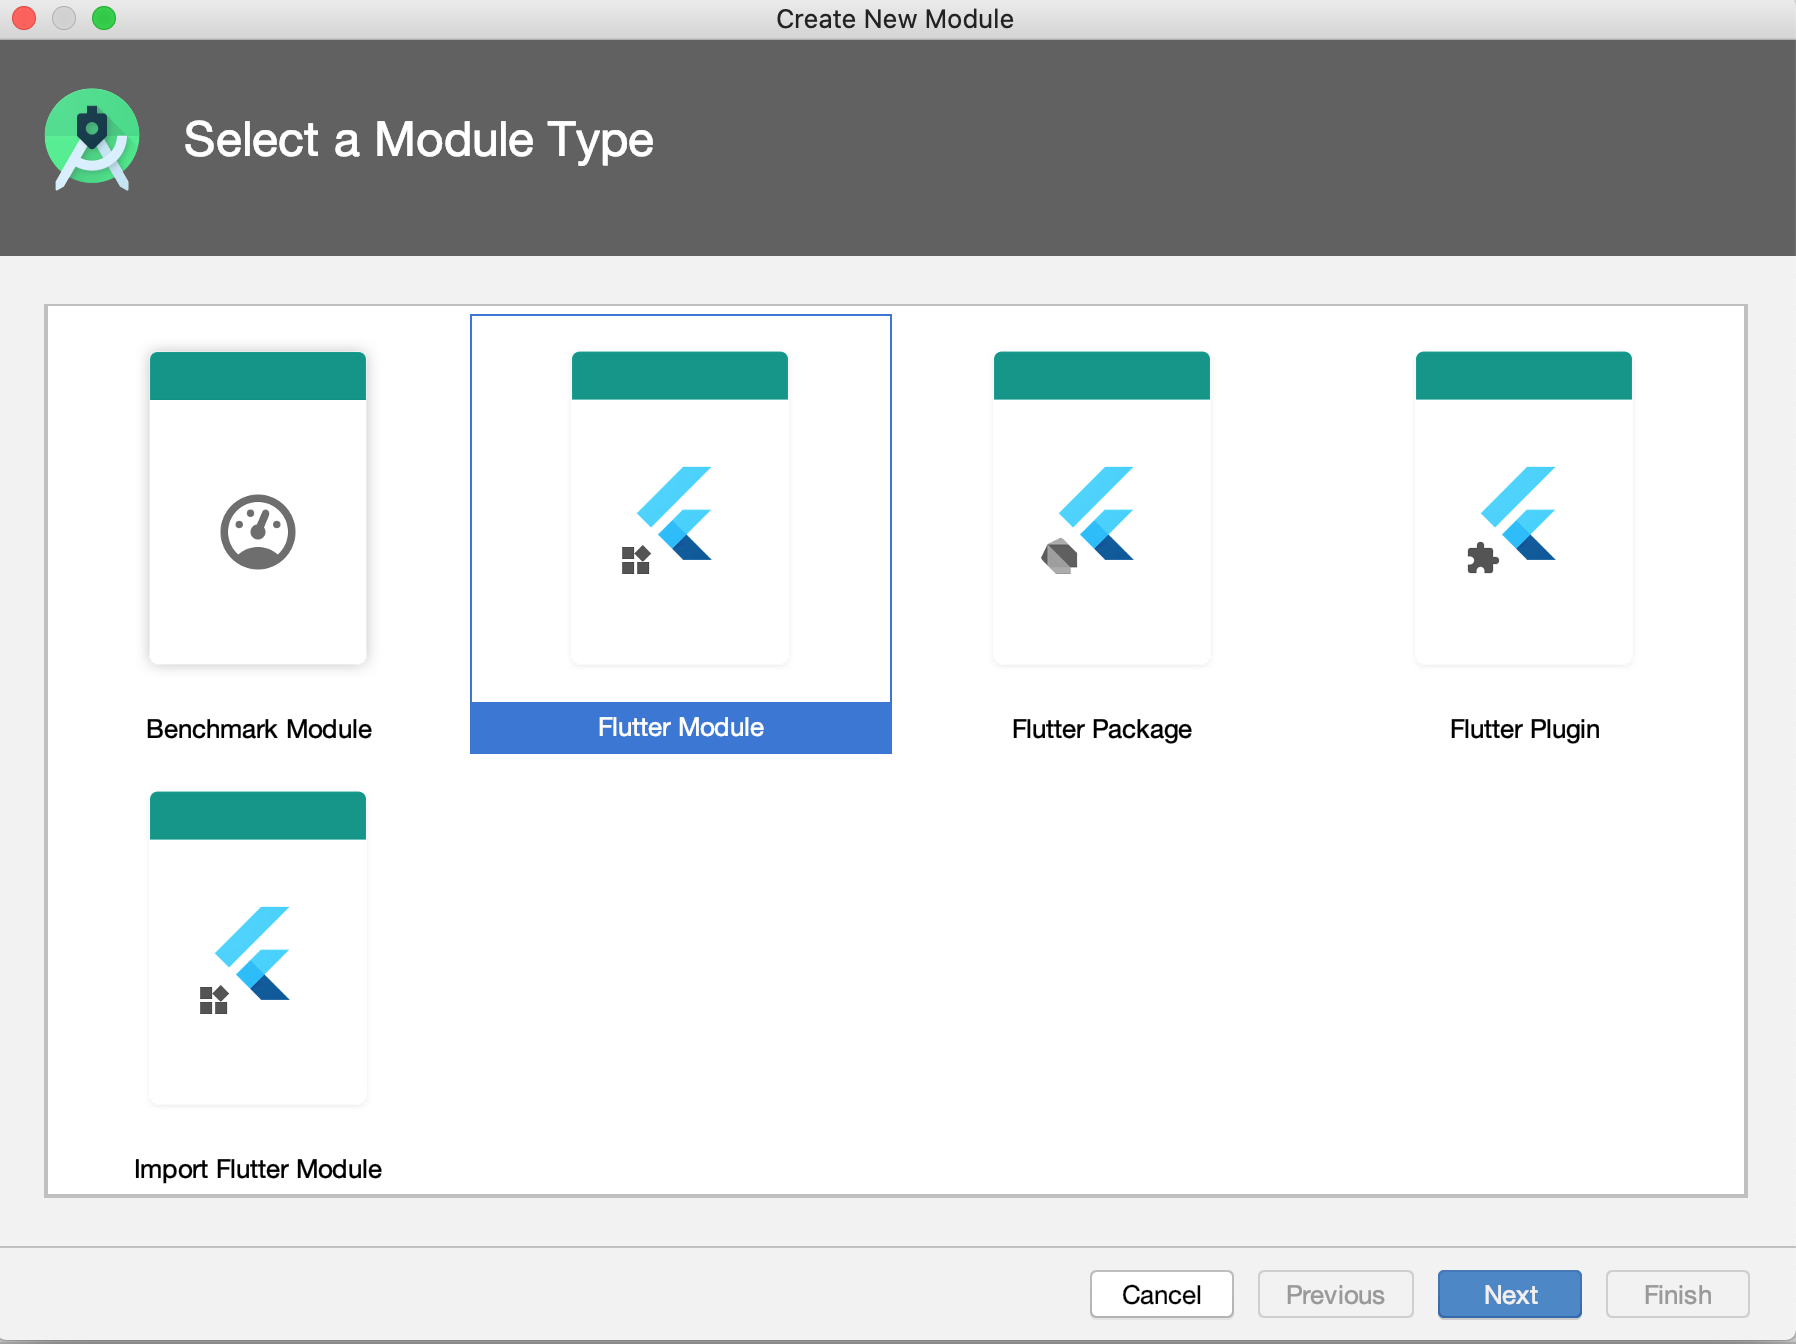 Create New Module
Select a Module Type
Benchmark Module
Flutter Module
Flutter Package
Flutter Plugin
Import Flutter Module
Cancel
Previous
Next
Finish